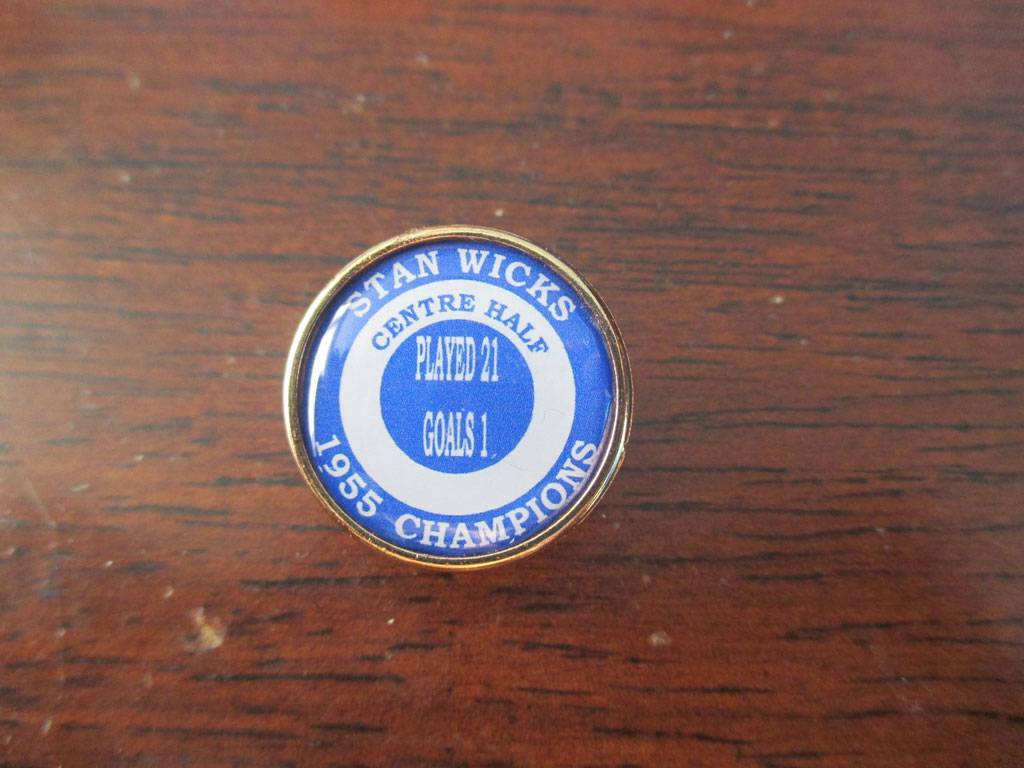 STAN WICKS
CENTRE HALF
PLAYED 21
GOALS 1
1955 CHAMPIONS